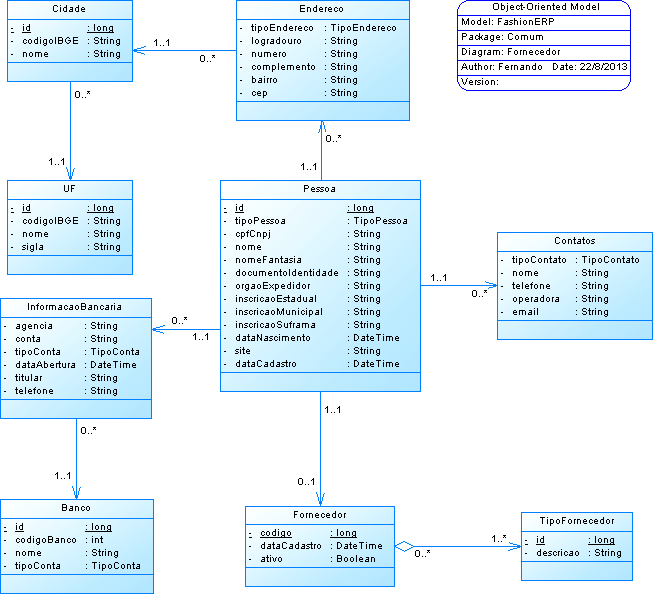 Cidade
- id : long
- codigoIBGE : String
- nome : String
Endereco
- tipoEndereco : TipoEndereco
- logradouro : String
- numero : String
- complemento : String
- bairro : String
- cep : String
Object-Oriented Model
Model: FashionERP
Package: Comum
Diagram: Fornecedor
Author: Fernando Date: 22/8/2013
Version:
1..1
0..*
0..*
1..1
0..*
1..1
UF
- id : long
- codigoIBGE : String
- nome : String
- sigla : String
Pessoa
- id : long
- tipoPessoa : TipoPessoa
- cpfCnpj : String
- nome : String
- nomeFantasia : String
- documentoIdentidade : String
- orgaoExpedidor : String
- inscricaoEstadual : String
- inscricaoMunicipal : String
- inscricaoSuframa : String
- dataNascimento : DateTime
- site : String
- dataCadastro : DateTime
Contatos
- tipoContato : TipoContato
- nome : String
- telefone : String
- operadora : String
- email : String
1..1
0..*
InformacaoBancaria
- agencia : String
- conta : String
- tipoConta : TipoConta
- dataAbertura : DateTime
- titular : String
- telefone : String
0..*
1..1
1..1
0..1
0..*
1..1
Banco
- id : long
- codigoBanco : int
- nome : String
- tipoConta : TipoConta
Fornecedor
- codigo : long
- dataCadastro : DateTime
- ativo : Boolean
0..*
1..*
TipoFornecedor
- id : long
- descricao : String